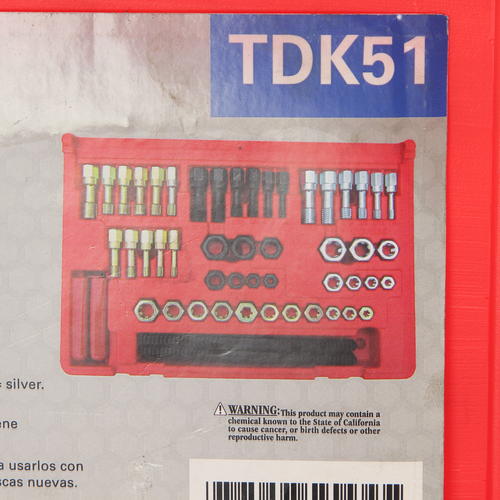 TDK51
= silver.
WARNING: This product may contain a
chemical known to the State of California
to cause cancer, or birth defects or other
reproductive harm.
ene
a usarlos con
scas nuevas.